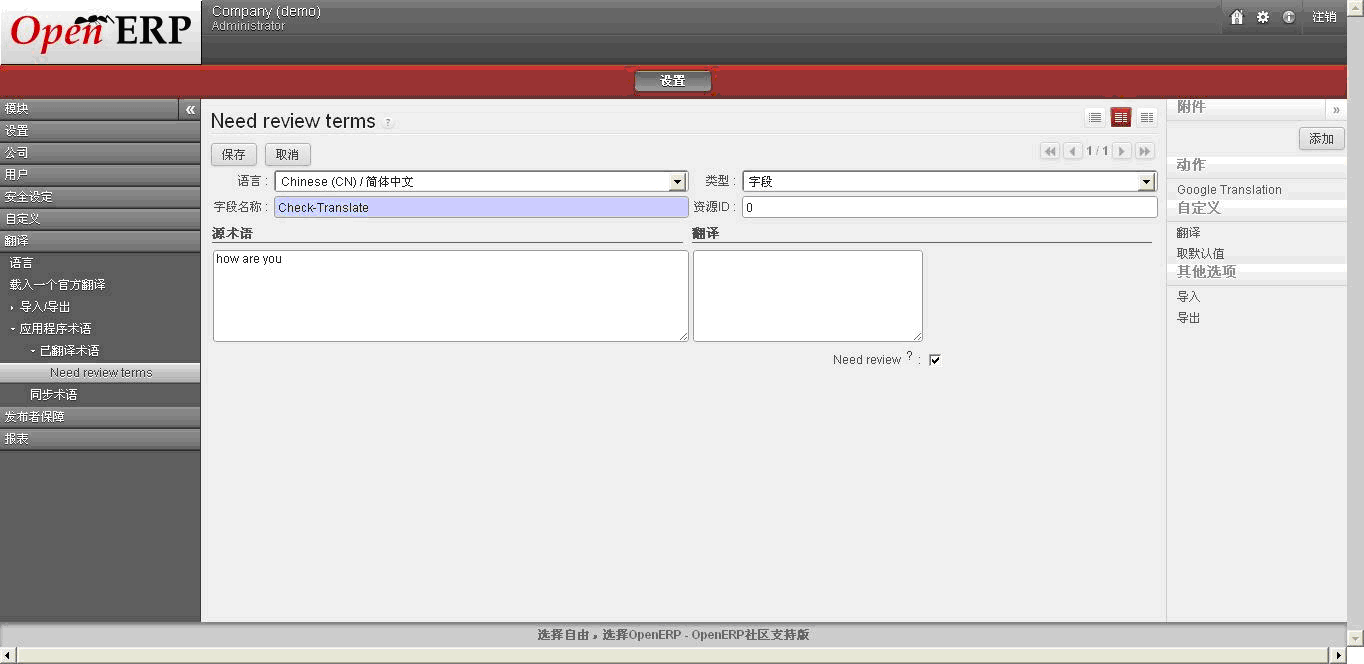 Open ERP
Company (demo)
Administrator
注销
设置
模块 «
设置
公司
用户
安全设定
自定义
翻译
语言
载入一个官方翻译
导入/导出
应用程序术语
已翻译术语
Need review terms
同步术语
发布者保障
报表
Need review terms ?
保存 取消
1 / 1
语言 : Chinese (CN) / 简体中文 类型 : 字段
字段名称 : Check-Translate 资源ID : 0
源术语 翻译
how are you
Need review ? :
附件 »
添加
动作
Google Translation
自定义
翻译
取默认值
其他选项
导入
导出
选择自由，选择OpenERP - OpenERP社区支持版